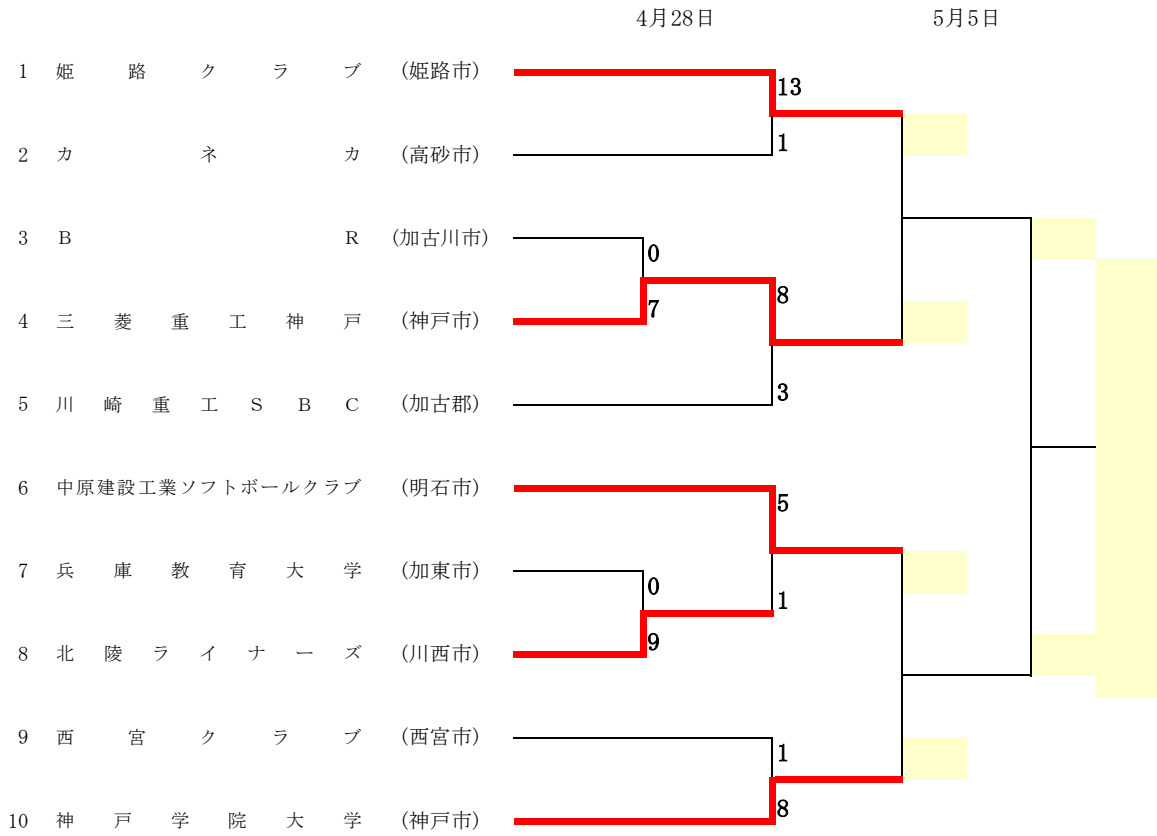 4月28日 5月5日
1 姫路クラブ (姫路市)
13
2 カネカ (高砂市)
1
3 BR (加古川市)
0
8
4 三菱重工神戸 (神戸市)
7
5 川崎重工SBC (加古郡)
3
6 中原建設工業ソフトボールクラブ (明石市)
5
7 兵庫教育大学 (加東市)
0
1
8 北陵ライナーズ (川西市)
9
9 西宮クラブ (西宮市)
1
10 神戸学院大学 (神戸市)
8